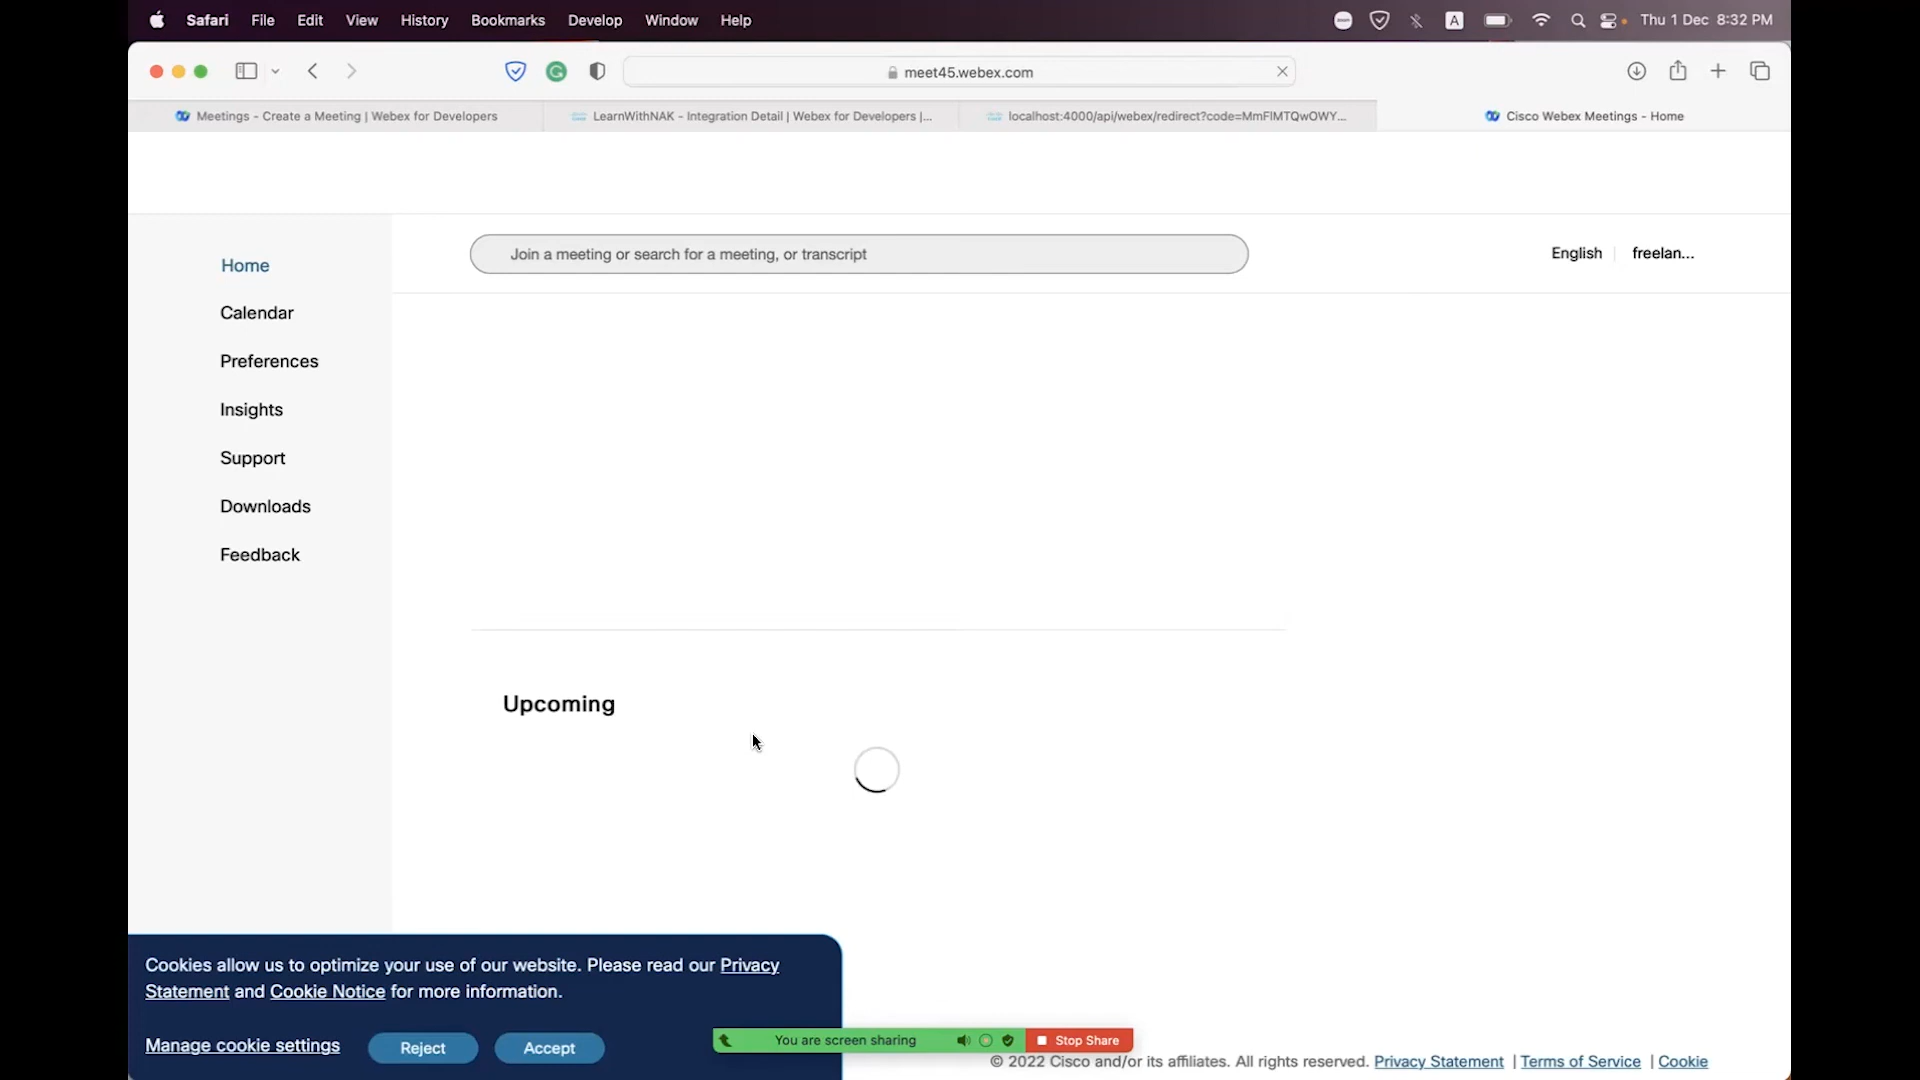 Safari File Edit View History Bookmarks Develop Window Help A Thu 1 Dec 8:32 PM
meet45.webex.com
Meetings - Create a Meeting | Webex for Developers LearnWithNAK - Integration Detail | Webex for Developers |... localhost:4000/api/webex/redirect?code=MmFlMTQwOWY... Cisco Webex Meetings - Home
Join a meeting or search for a meeting, or transcript English freelan...
Home
Calendar
Preferences
Insights
Support
Downloads
Feedback
Upcoming
Cookies allow us to optimize your use of our website. Please read our Privacy
Statement and Cookie Notice for more information.
Manage cookie settings Reject Accept
You are screen sharing Stop Share
© 2022 Cisco and/or its affiliates. All rights reserved. Privacy Statement | Terms of Service | Cookie